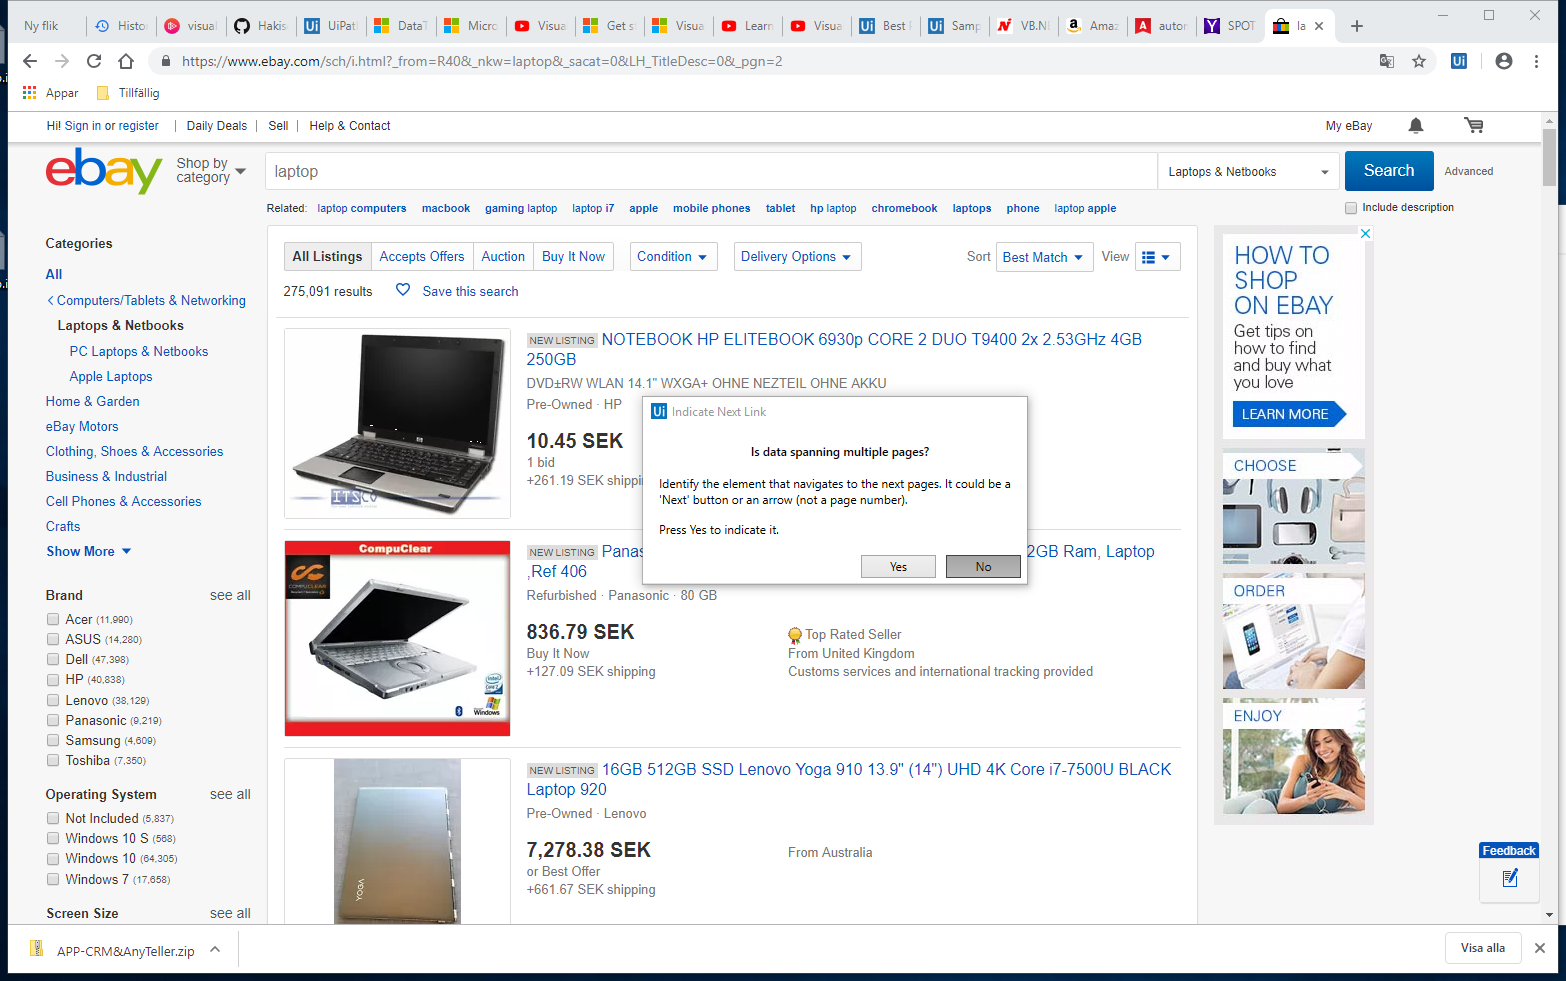 Ny flik
Histo
visual
Hakis
UiPat
DataT
Micro
Visua
Get s
Visua
Learn
Visua
Best
Samp
VB.NE
Amaz
autor
SPOT
la
https://www.ebay.com/sch/i.html?_from=R40&_nkw=laptop&_sacat=0&LH_TitleDesc=0&_pgn=2
Appar
Tillfällig
Hi! Sign in or register | Daily Deals | Sell | Help & Contact
My eBay
ebay
Shop by category
laptop
Laptops & Netbooks
Search
Advanced
Related: laptop computers macbook gaming laptop laptop i7 apple mobile phones tablet hp laptop chromebook laptops phone laptop apple
Include description
Categories
All
Computers/Tablets & Networking
Laptops & Netbooks
PC Laptops & Netbooks
Apple Laptops
Home & Garden
eBay Motors
Clothing, Shoes & Accessories
Business & Industrial
Cell Phones & Accessories
Crafts
Show More
Brand see all
Acer (11,990)
ASUS (14,280)
Dell (47,398)
HP (40,838)
Lenovo (38,129)
Panasonic (9,219)
Samsung (4,609)
Toshiba (7,350)
Operating System see all
Not Included (5,837)
Windows 10 S (568)
Windows 10 (64,305)
Windows 7 (17,658)
Screen Size see all
All Listings
Accepts Offers
Auction
Buy It Now
Condition
Delivery Options
Sort Best Match
View
275,091 results
Save this search
ITSCV
NEW LISTING NOTEBOOK HP ELITEBOOK 6930p CORE 2 DUO T9400 2x 2.53GHz 4GB
250GB
DVD±RW WLAN 14.1" WXGA+ OHNE NEZTEIL OHNE AKKU
Pre-Owned · HP
10.45 SEK
1 bid
+261.19 SEK shippi
Ui Indicate Next Link
Is data spanning multiple pages?
Identify the element that navigates to the next pages. It could be a
'Next' button or an arrow (not a page number).
Press Yes to indicate it.
Yes
No
CompuClear
Windows
NEW LISTING Panas 2GB Ram, Laptop
,Ref 406
Refurbished · Panasonic · 80 GB
836.79 SEK
Buy It Now
+127.09 SEK shipping
Top Rated Seller
From United Kingdom
Customs services and international tracking provided
YOGA
NEW LISTING 16GB 512GB SSD Lenovo Yoga 910 13.9" (14") UHD 4K Core i7-7500U BLACK
Laptop 920
Pre-Owned · Lenovo
7,278.38 SEK
or Best Offer
+661.67 SEK shipping
From Australia
HOW TO
SHOP
ON EBAY
Get tips on
how to find
and buy what
you love
LEARN MORE
CHOOSE
ORDER
ENJOY
Feedback
APP-CRM&AnyTeller.zip
Visa alla